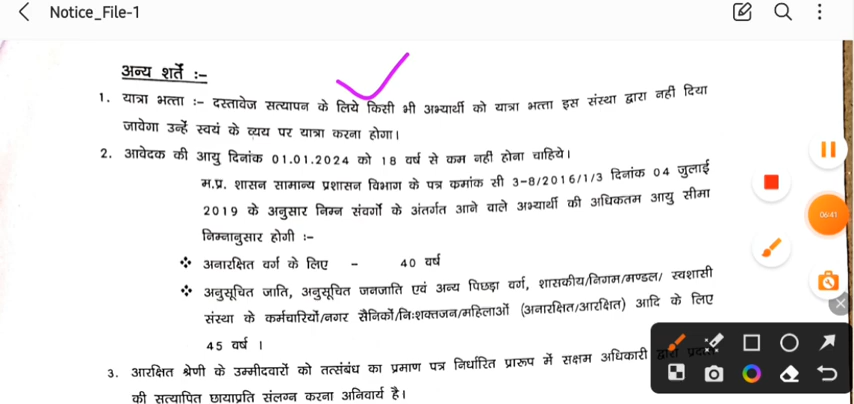 Notice_File-1
अन्य शर्तें :–
1. यात्रा भत्ता :– दस्तावेज सत्यापन के लिये किसी भी अभ्यार्थी को यात्रा भत्ता इस संस्था द्वारा नही दिया
जावेगा उन्हें स्वयं के व्यय पर यात्रा करना होगा।
2. आवेदक की आयु दिनांक 01.01.2024 को 18 वर्ष से कम नही होना चाहिये।
म.प्र. शासन सामान्य प्रशासन विभाग के पत्र कमांक सी 3-8/2016/1/3 दिनांक 04 जुलाई
2019 के अनुसार निम्न संवर्गो के अंतर्गत आने वाले अभ्यार्थी की अधिकतम आयु सीमा
06:41
निम्नानुसार होगी :–
❖ अनारक्षित वर्ग के लिए – 40 वर्ष
❖ अनुसूचित जाति, अनुसूचित जनजाति एवं अन्य पिछड़ा वर्ग, शासकीय/निगम/मण्डल/ स्वशासी
संस्था के कर्मचारियों/नगर सैनिकों/निःशक्तजन/महिलाओं (अनारक्षित/आरक्षित) आदि के लिए
45 वर्ष ।
3. आरक्षित श्रेणी के उम्मीदवारों को तत्संबंध का प्रमाण पत्र निर्धारित प्रारूप में सक्षम अधिकारी
की सत्यापित छायाप्रति संलग्न करना अनिवार्य है।